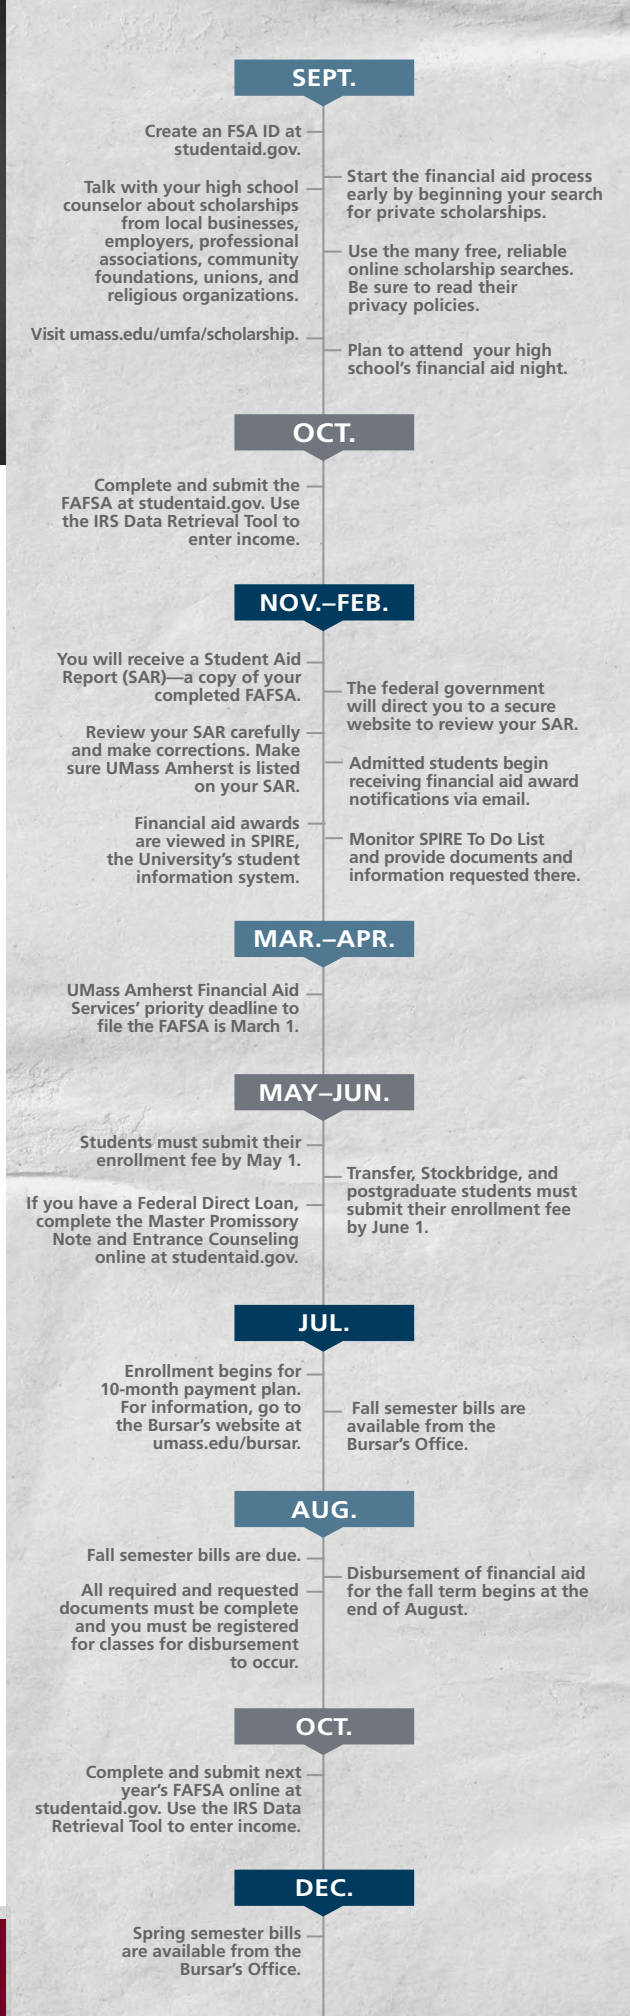 SEPT.
Create an FSA ID at
studentaid.gov.
Start the financial aid process
early by beginning your search
for private scholarships.
Talk with your high school
counselor about scholarships
from local businesses,
employers, professional
associations, community
foundations, unions, and
religious organizations.
Use the many free, reliable
online scholarship searches.
Be sure to read their
privacy policies.
Visit umass.edu/umfa/scholarship.
Plan to attend  your high
school’s financial aid night.
OCT.
Complete and submit the
FAFSA at studentaid.gov. Use
the IRS Data Retrieval Tool to
enter income.
NOV.–FEB.
You will receive a Student Aid
Report (SAR)—a copy of your
completed FAFSA.
The federal government
will direct you to a secure
website to review your SAR.
Review your SAR carefully
and make corrections. Make
sure UMass Amherst is listed
on your SAR.
Admitted students begin
receiving financial aid award
notifications via email.
Financial aid awards
are viewed in SPIRE,
the University’s student
information system.
Monitor SPIRE To Do List
and provide documents and
information requested there.
MAR.–APR.
UMass Amherst Financial Aid
Services’ priority deadline to
file the FAFSA is March 1.
MAY–JUN.
Students must submit their
enrollment fee by May 1.
Transfer, Stockbridge, and
postgraduate students must
submit their enrollment fee
by June 1.
If you have a Federal Direct Loan,
complete the Master Promissory
Note and Entrance Counseling
online at studentaid.gov.
JUL.
Enrollment begins for
10-month payment plan.
For information, go to
the Bursar’s website at
umass.edu/bursar.
Fall semester bills are
available from the
Bursar’s Office.
AUG.
Fall semester bills are due.
Disbursement of financial aid
for the fall term begins at the
end of August.
All required and requested
documents must be complete
and you must be registered
for classes for disbursement
to occur.
OCT.
Complete and submit next
year’s FAFSA online at
studentaid.gov. Use the IRS Data
Retrieval Tool to enter income.
DEC.
Spring semester bills
are available from the
Bursar’s Office.